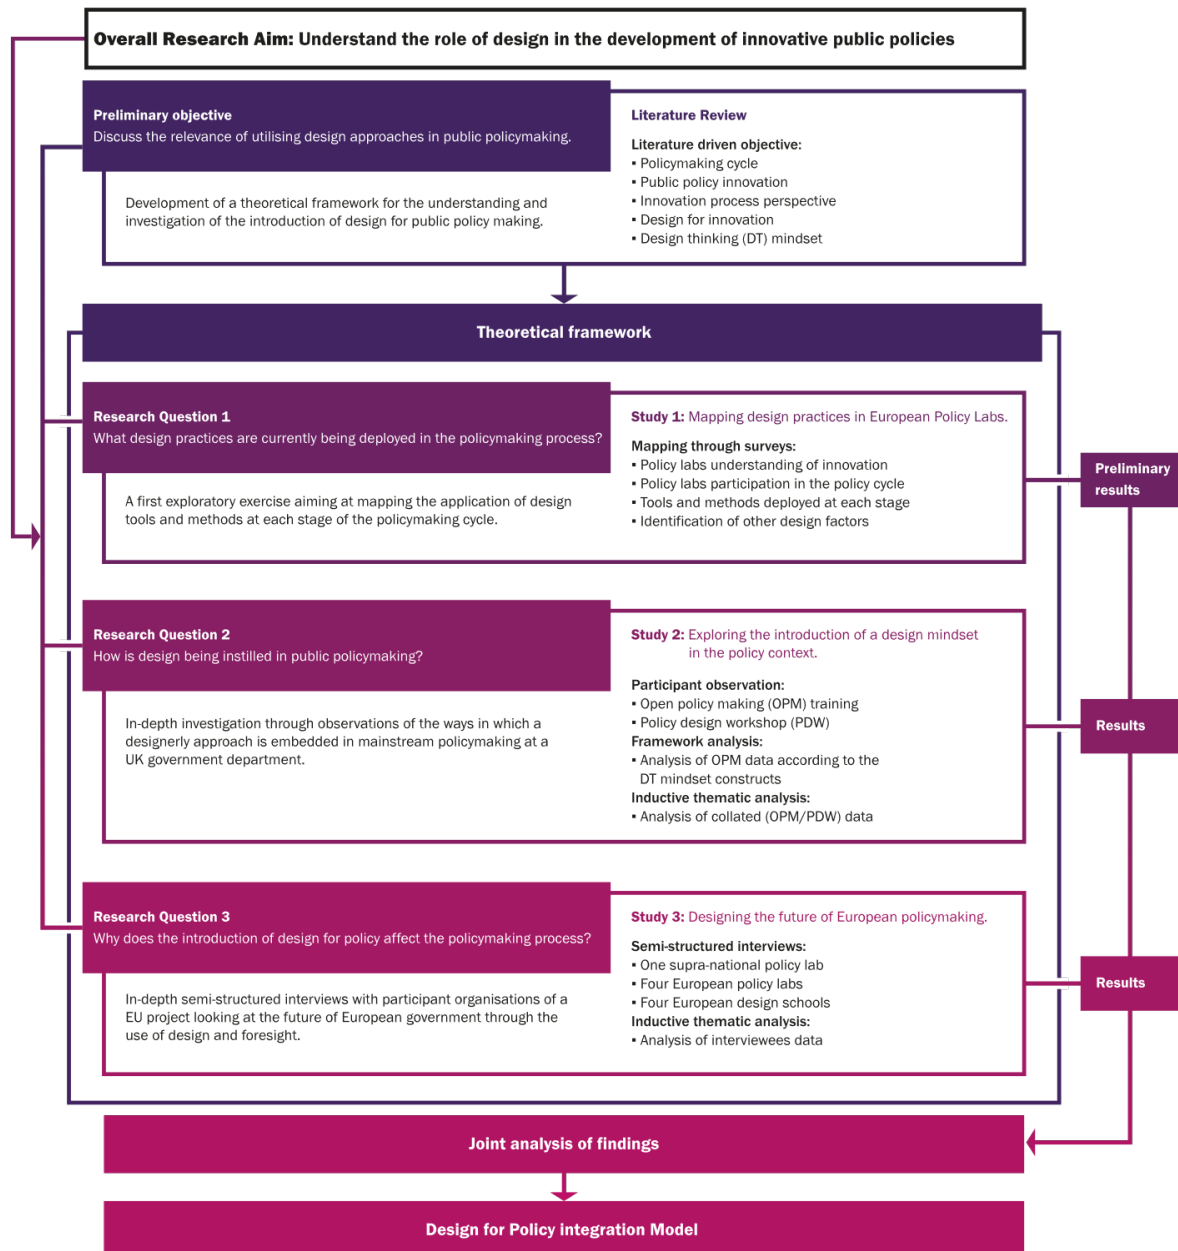 Overall Research Aim: Understand the role of design in the development of innovative public policies
Preliminary objective
Discuss the relevance of utilising design approaches in public policymaking.
Development of a theoretical framework for the understanding and
investigation of the introduction of design for public policy making.
Literature Review
Literature driven objective:
▪ Policymaking cycle
▪ Public policy innovation
▪ Innovation process perspective
▪ Design for innovation
▪ Design thinking (DT) mindset
Theoretical framework
Research Question 1
What design practices are currently being deployed in the policymaking process?
A first exploratory exercise aiming at mapping the application of design
tools and methods at each stage of the policymaking cycle.
Study 1: Mapping design practices in European Policy Labs.
Mapping through surveys:
▪ Policy labs understanding of innovation
▪ Policy labs participation in the policy cycle
▪ Tools and methods deployed at each stage
▪ Identification of other design factors
Preliminary
results
Research Question 2
How is design being instilled in public policymaking?
In-depth investigation through observations of the ways in which a
designerly approach is embedded in mainstream policymaking at a
UK government department.
Study 2: Exploring the introduction of a design mindset
in the policy context.
Participant observation:
▪ Open policy making (OPM) training
▪ Policy design workshop (PDW)
Framework analysis:
▪ Analysis of OPM data according to the
DT mindset constructs
Inductive thematic analysis:
▪ Analysis of collated (OPM/PDW) data
Results
Research Question 3
Why does the introduction of design for policy affect the policymaking process?
In-depth semi-structured interviews with participant organisations of a
EU project looking at the future of European government through the
use of design and foresight.
Study 3: Designing the future of European policymaking.
Semi-structured interviews:
▪ One supra-national policy lab
▪ Four European policy labs
▪ Four European design schools
Inductive thematic analysis:
▪ Analysis of interviewees data
Results
Joint analysis of findings
Design for Policy integration Model